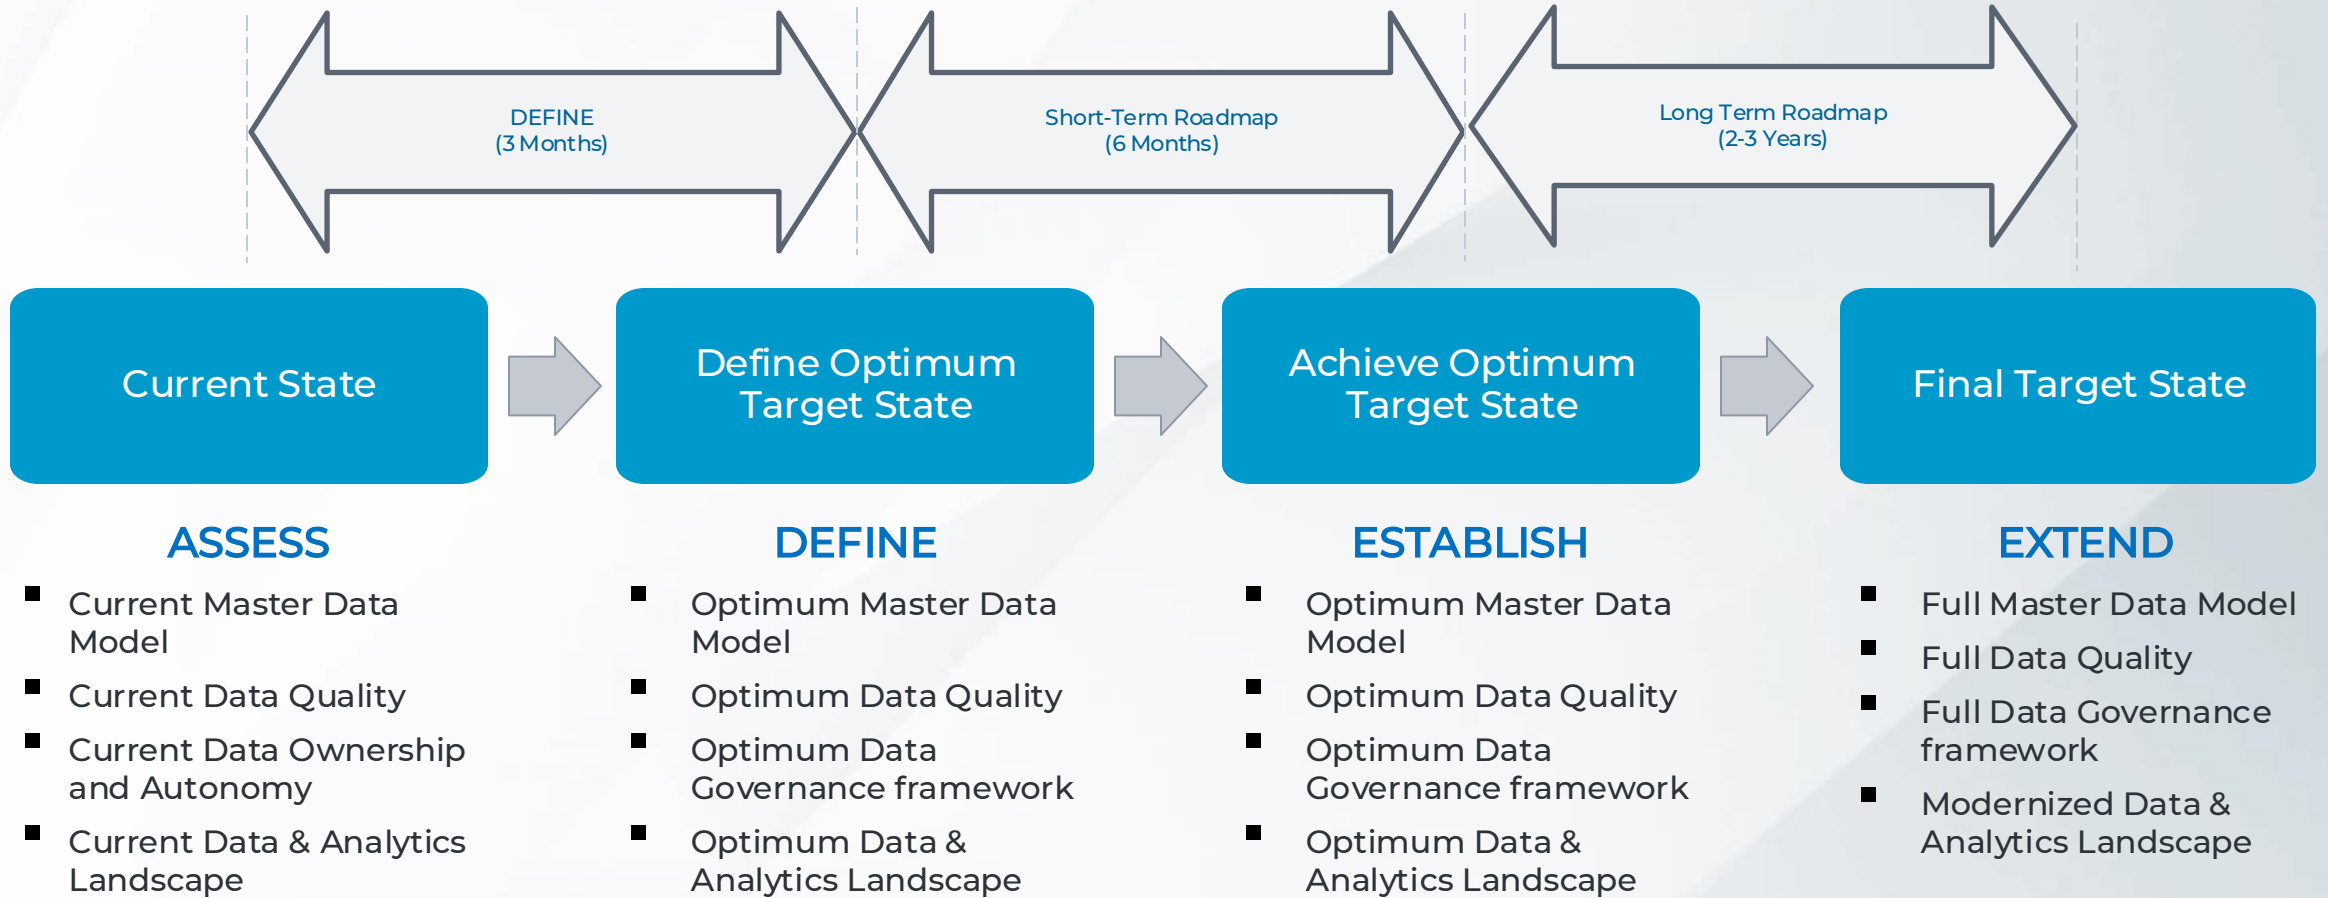 DEFINE
(3 Months)
Short-Term Roadmap
(6 Months)
Long Term Roadmap
(2-3 Years)
Current State
Define Optimum
Target State
Achieve Optimum
Target State
Final Target State
ASSESS
Current Master Data
Model
Current Data Quality
Current Data Ownership
and Autonomy
Current Data & Analytics
Landscape
DEFINE
Optimum Master Data
Model
Optimum Data Quality
Optimum Data
Governance framework
Optimum Data &
Analytics Landscape
ESTABLISH
Optimum Master Data
Model
Optimum Data Quality
Optimum Data
Governance framework
Optimum Data &
Analytics Landscape
EXTEND
Full Master Data Model
Full Data Quality
Full Data Governance
framework
Modernized Data &
Analytics Landscape